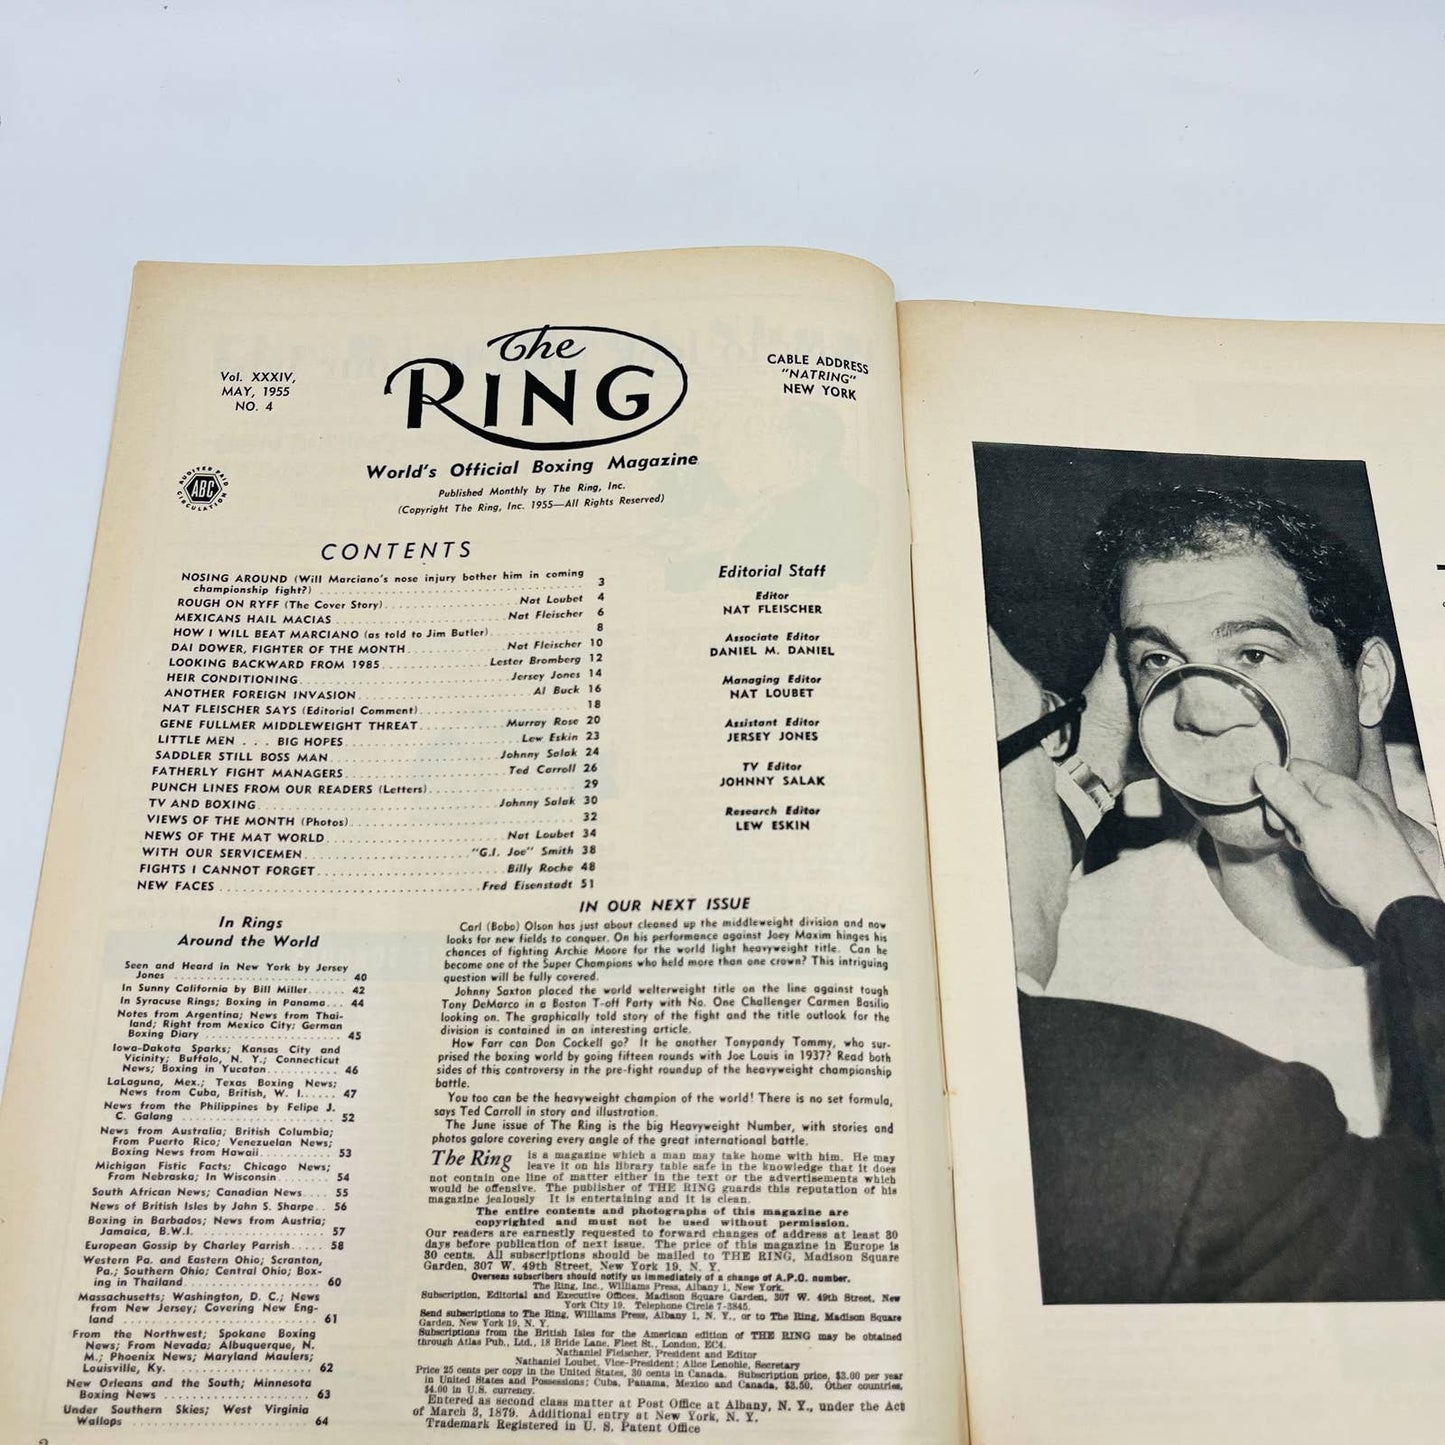 Vol. XXXIV,
MAY, 1955
NO. 4
The
RING
CABLE ADDRESS
"NATRING"
NEW YORK
AUDITED PAID
ABC
CIRCULATION
World's Official Boxing Magazine
Published Monthly by The Ring, Inc.
(Copyright The Ring, Inc. 1955—All Rights Reserved)
CONTENTS
NOSING AROUND (Will Marciano's nose injury bother him in coming
championship fight?) 3
ROUGH ON RYFF (The Cover Story) Nat Loubet 4
MEXICANS HAIL MACIAS Nat Fleischer 6
HOW I WILL BEAT MARCIANO (as told to Jim Butler) 8
DAI DOWER, FIGHTER OF THE MONTH Nat Fleischer 10
LOOKING BACKWARD FROM 1985 Lester Bromberg 12
HEIR CONDITIONING Jersey Jones 14
ANOTHER FOREIGN INVASION Al Buck 16
NAT FLEISCHER SAYS (Editorial Comment) 18
GENE FULLMER MIDDLEWEIGHT THREAT Murray Rose 20
LITTLE MEN . . . BIG HOPES Lew Eskin 23
SADDLER STILL BOSS MAN Johnny Salak 24
FATHERLY FIGHT MANAGERS Ted Carroll 26
PUNCH LINES FROM OUR READERS (Letters) 29
TV AND BOXING Johnny Salak 30
VIEWS OF THE MONTH (Photos) 32
NEWS OF THE MAT WORLD Nat Loubet 34
WITH OUR SERVICEMEN "G.I. Joe" Smith 38
FIGHTS I CANNOT FORGET Billy Roche 48
NEW FACES Fred Eisenstadt 51
Editorial Staff
Editor
NAT FLEISCHER
Associate Editor
DANIEL M. DANIEL
Managing Editor
NAT LOUBET
Assistant Editor
JERSEY JONES
TV Editor
JOHNNY SALAK
Research Editor
LEW ESKIN
In Rings
Around the World
Seen and Heard in New York by Jersey
Jones 40
In Sunny California by Bill Miller 42
In Syracuse Rings; Boxing in Panama 44
Notes from Argentina; News from Thai-
land; Right from Mexico City; German
Boxing Diary 45
Iowa-Dakota Sparks; Kansas City and
Vicinity; Buffalo, N. Y.; Connecticut
News; Boxing in Yucatan 46
LaLaguna, Mex.; Texas Boxing News;
News from Cuba, British, W. I. 47
News from the Philippines by Felipe J.
C. Galang 52
News from Australia; British Columbia;
From Puerto Rico; Venezuelan News;
Boxing News from Hawaii 53
Michigan Fistic Facts; Chicago News;
From Nebraska; In Wisconsin 54
South African News; Canadian News 55
News of British Isles by John S. Sharpe 56
Boxing in Barbados; News from Austria;
Jamaica, B.W.I. 57
European Gossip by Charley Parrish 58
Western Pa. and Eastern Ohio; Scranton,
Pa.; Southern Ohio; Central Ohio; Box-
ing in Thailand 60
Massachusetts; Washington, D. C.; News
from New Jersey; Covering New Eng-
land 61
From the Northwest; Spokane Boxing
News; From Nevada; Albuquerque, N.
M.; Phoenix News; Maryland Maulers;
Louisville, Ky. 62
New Orleans and the South; Minnesota
Boxing News 63
Under Southern Skies; West Virginia
Wallops 64
IN OUR NEXT ISSUE
Carl (Bobo) Olson has just about cleaned up the middleweight division and now
looks for new fields to conquer. On his performance against Joey Maxim hinges his
chances of fighting Archie Moore for the world light heavyweight title. Can he
become one of the Super Champions who held more than one crown? This intriguing
question will be fully covered.
Johnny Saxton placed the world welterweight title on the line against tough
Tony DeMarco in a Boston T-off Party with No. One Challenger Carmen Basilio
looking on. The graphically told story of the fight and the title outlook for the
division is contained in an interesting article.
How Farr can Don Cockell go? It he another Tonypandy Tommy, who sur-
prised the boxing world by going fifteen rounds with Joe Louis in 1937? Read both
sides of this controversy in the pre-fight roundup of the heavyweight championship
battle.
You too can be the heavyweight champion of the world! There is no set formula,
says Ted Carroll in story and illustration.
The June issue of The Ring is the big Heavyweight Number, with stories and
photos galore covering every angle of the great international battle.
The Ring is a magazine which a man may take home with him. He may
leave it on his library table safe in the knowledge that it does
not contain one line of matter either in the text or the advertisements which
would be offensive. The publisher of THE RING guards this reputation of his
magazine jealously It is entertaining and it is clean.
The entire contents and photographs of this magazine are
copyrighted and must not be used without permission.
Our readers are earnestly requested to forward changes of address at least 30
days before publication of next issue. The price of this magazine in Europe is
30 cents. All subscriptions should be mailed to THE RING, Madison Square
Garden, 307 W. 49th Street, New York 19, N. Y.
Overseas subscribers should notify us immediately of a change of A.P.O. number.
The Ring, Inc., Williams Press, Albany 1, New York.
Subscription, Editorial and Executive Offices, Madison Square Garden, 307 W. 49th Street, New
York City 19. Telephone Circle 7-3845.
Send subscriptions to The Ring, Williams Press, Albany 1, N. Y., or to The Ring, Madison Square
Garden, New York 19, N. Y.
Subscriptions from the British Isles for the American edition of THE RING may be obtained
through Atlas Pub., Ltd., 18 Bride Lane, Fleet St., London, EC4.
Nathaniel Fleischer, President and Editor
Nathaniel Loubet, Vice-President; Alice Lenoble, Secretary
Price 25 cents per copy in the United States, 30 cents in Canada. Subscription price, $3.00 per year
in United States and Possessions; Cuba, Panama, Mexico and Canada, $3.50. Other countries,
$4.00 in U.S. currency.
Entered as second class matter at Post Office at Albany, N. Y., under the Act
of March 3, 1879. Additional entry at New York, N. Y.
Trademark Registered in U. S. Patent Office